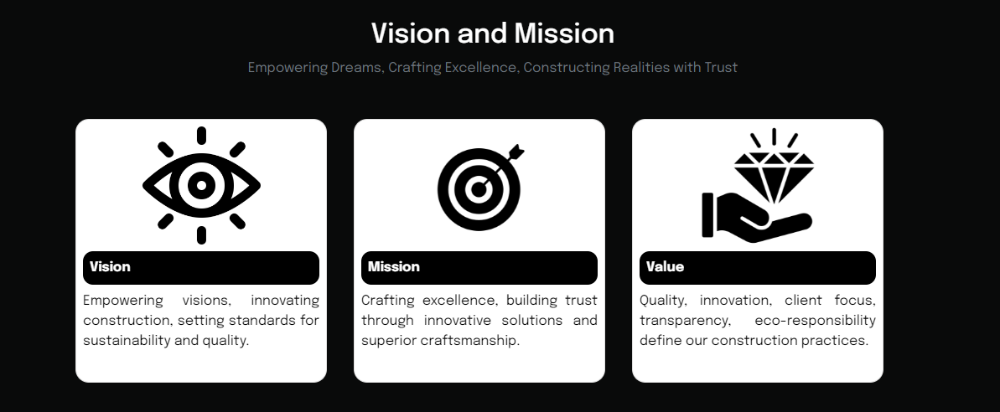 Vision and Mission
Empowering Dreams, Crafting Excellence, Constructing Realities with Trust
Vision
Empowering visions, innovating
construction, setting standards for
sustainability and quality.
Mission
Crafting excellence, building trust
through innovative solutions and
superior craftsmanship.
Value
Quality, innovation, client focus,
transparency, eco-responsibility
define our construction practices.